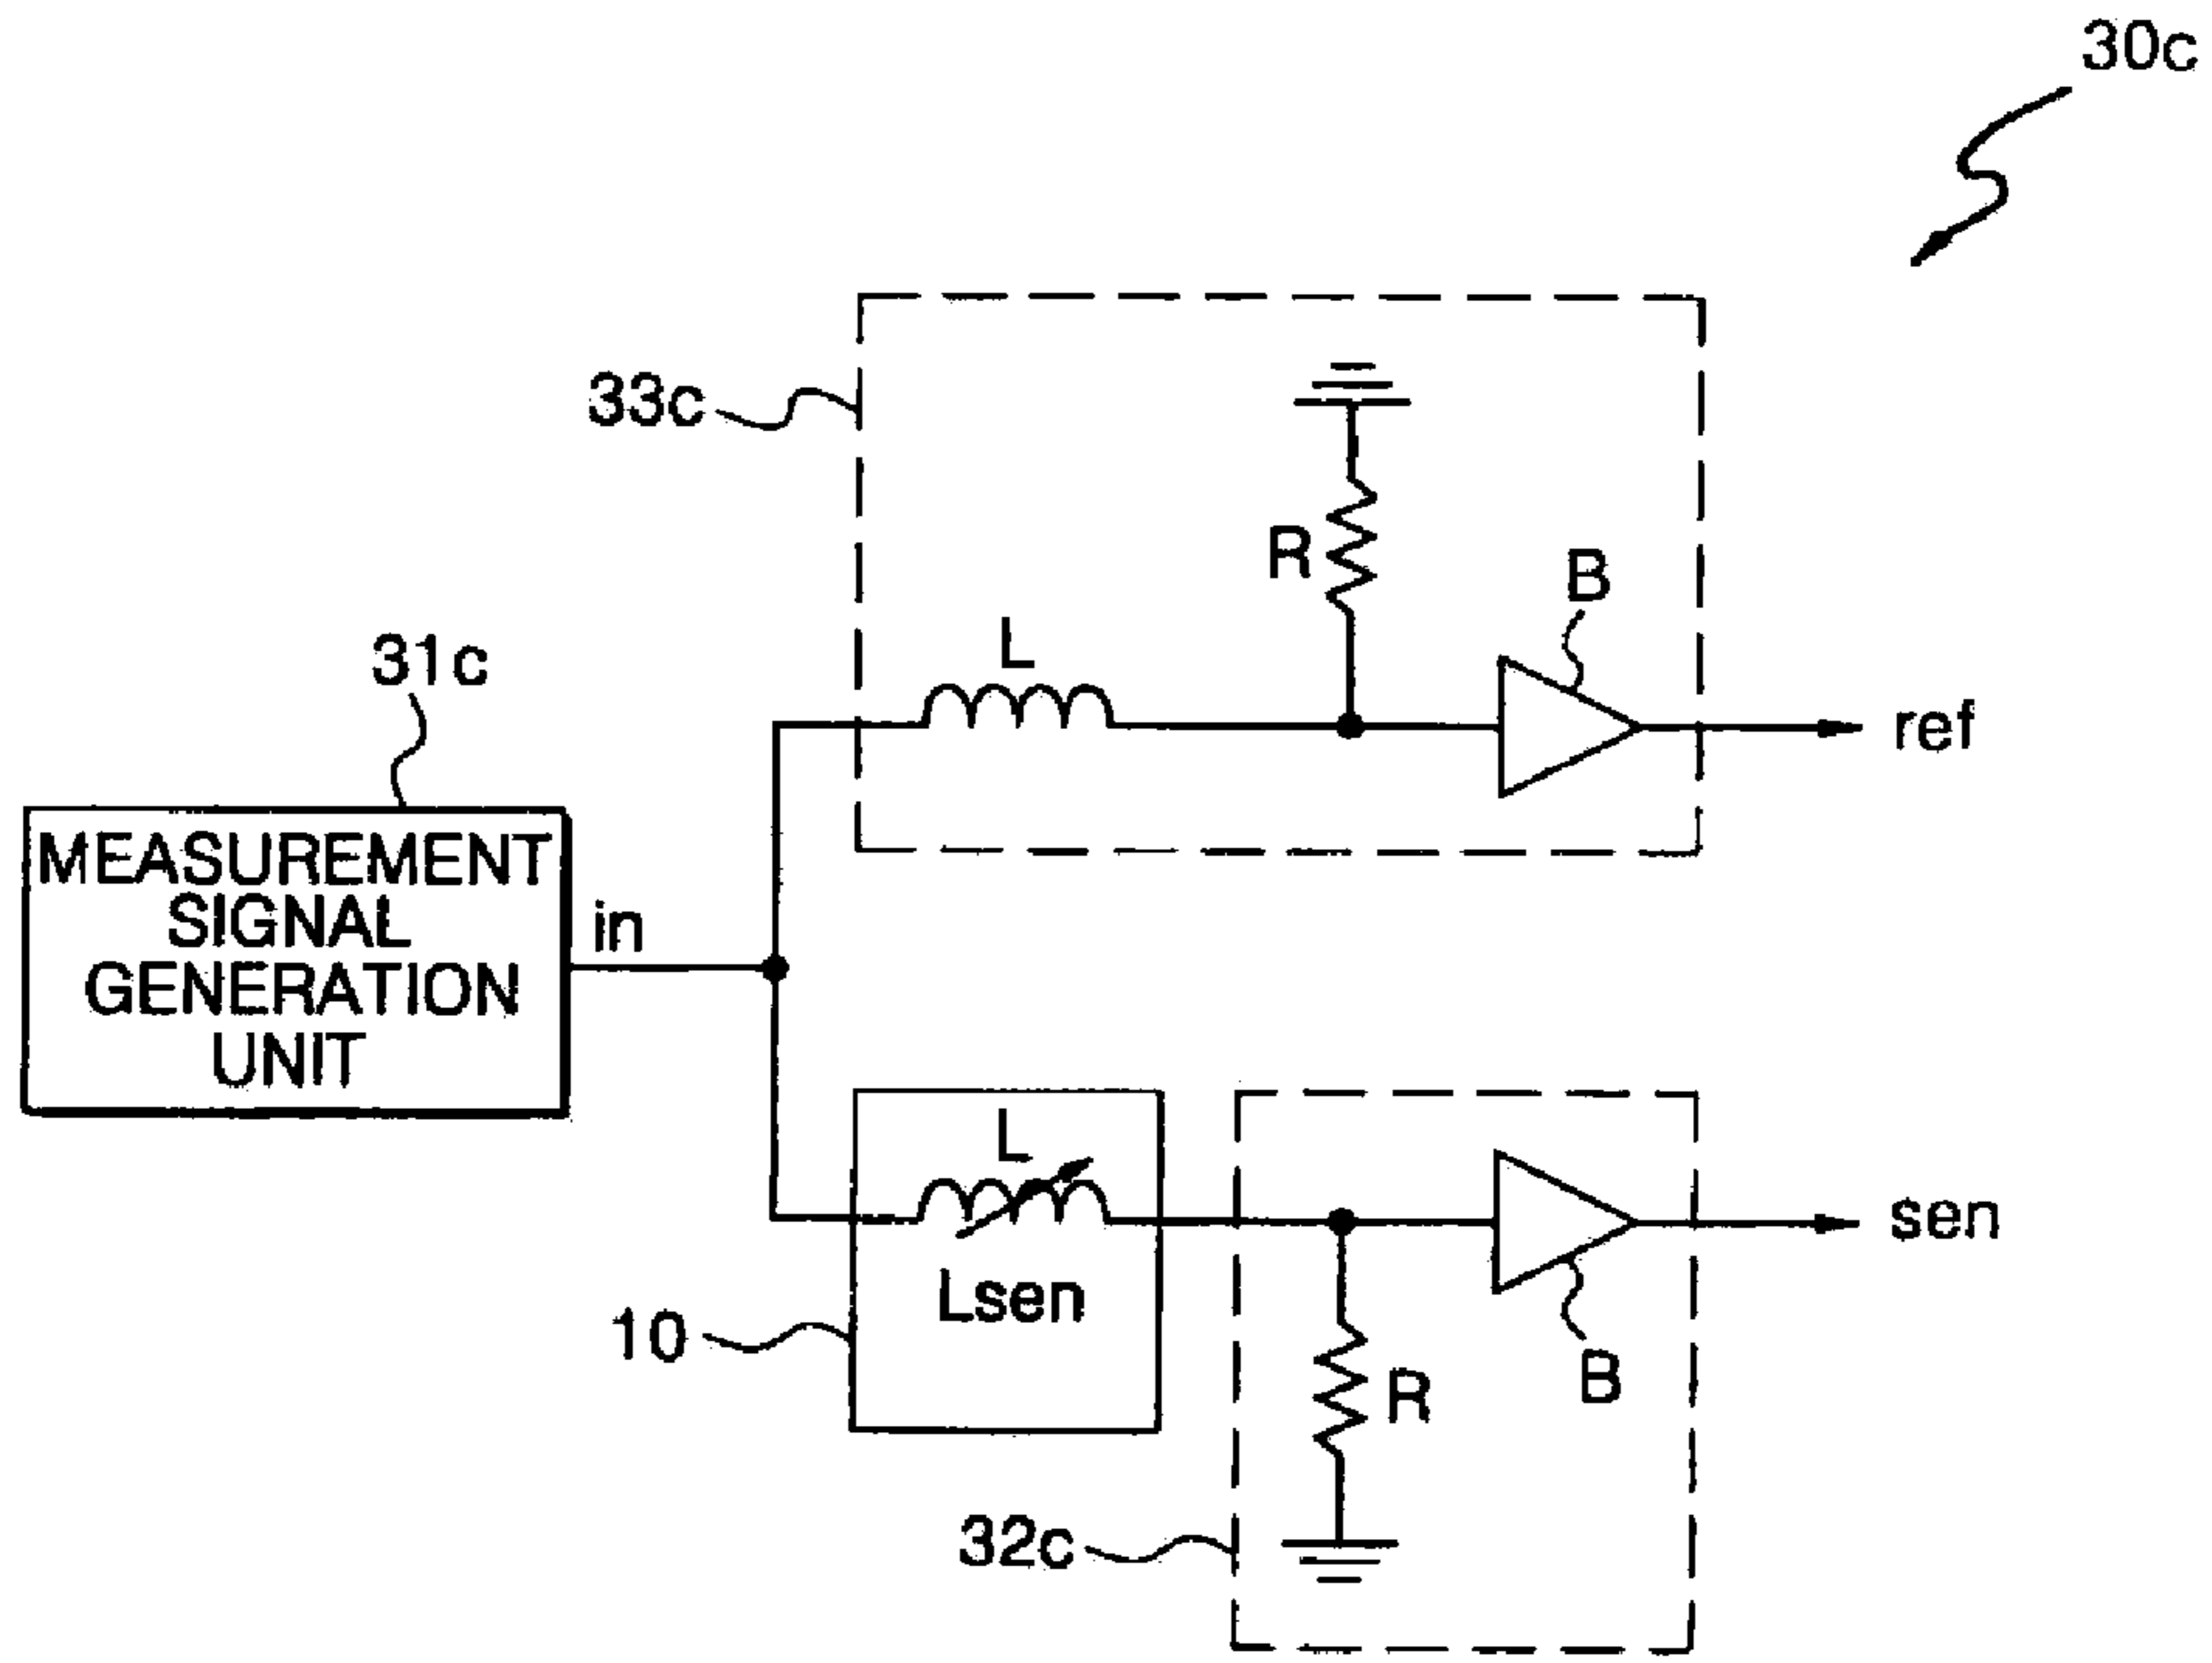 30c
33c
R
B
L
31c
ref
MEASUREMENT
SIGNAL
GENERATION
UNIT
in
L
sen
Lsen
10
B
R
32c